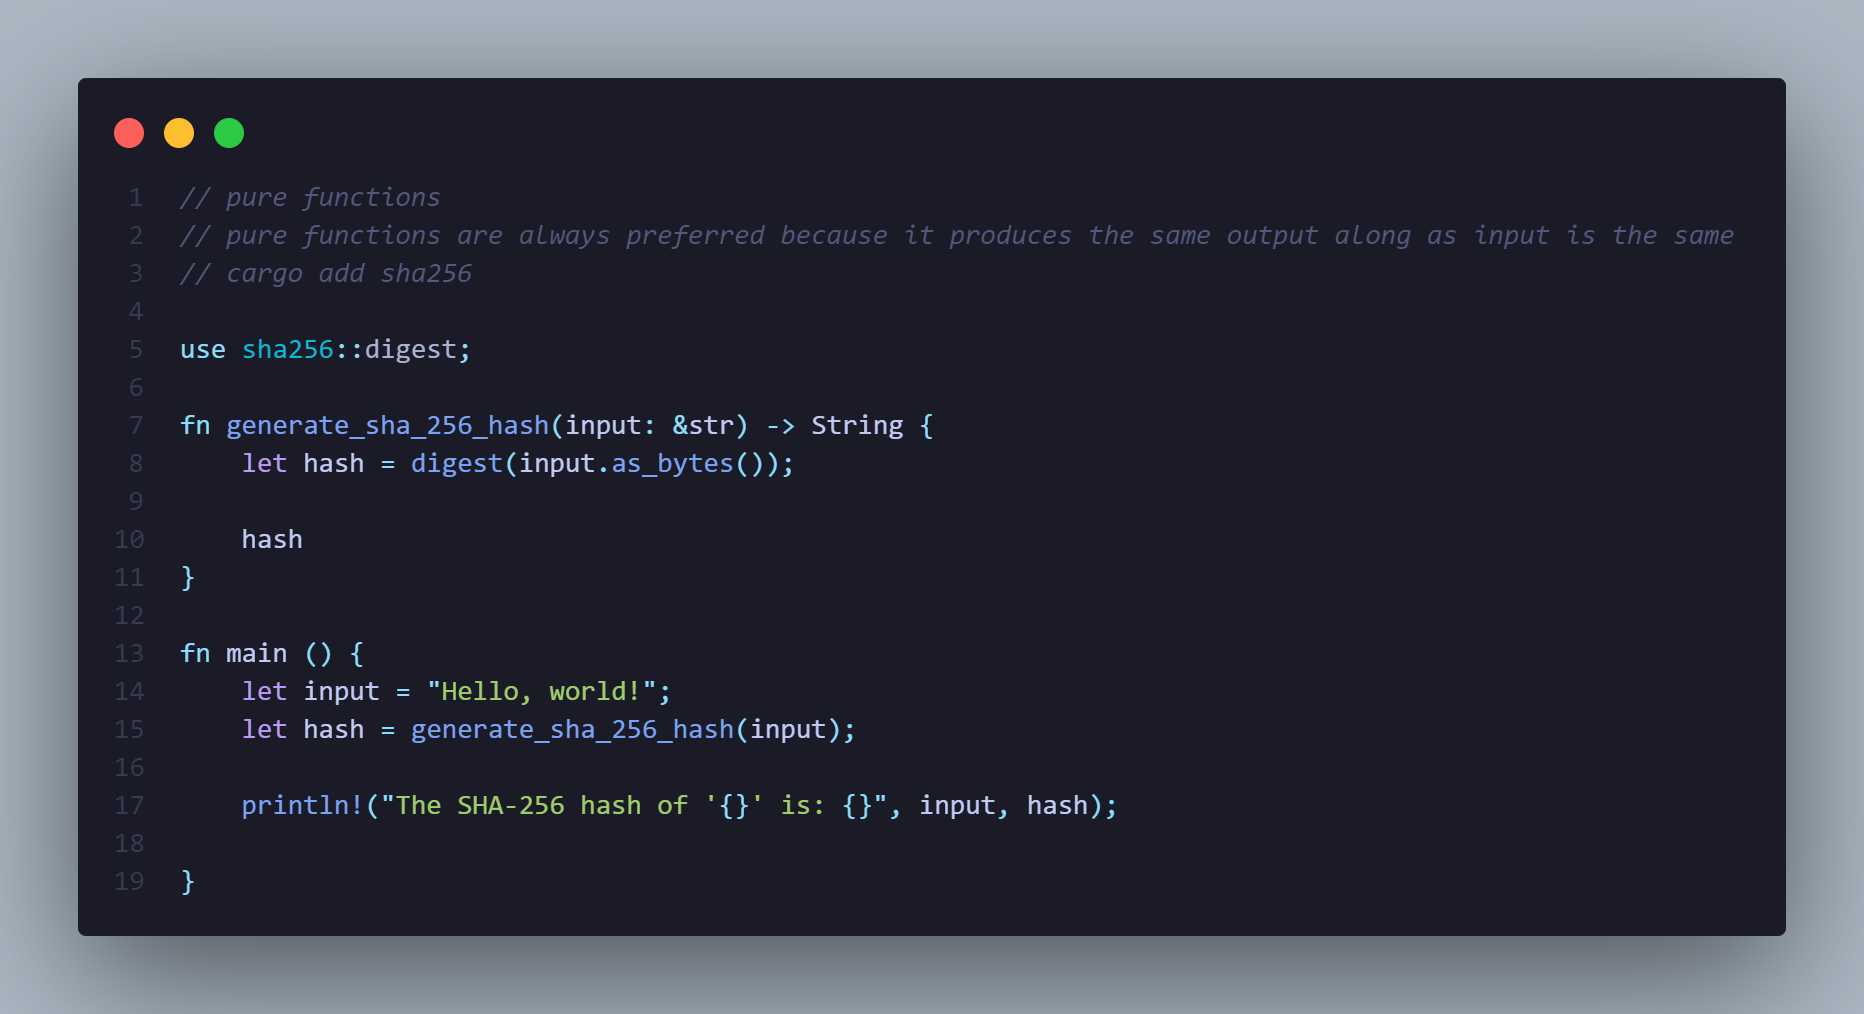 1 // pure functions
2 // pure functions are always preferred because it produces the same output along as input is the same
3 // cargo add sha256
4
5 use sha256::digest;
6
7 fn generate_sha_256_hash(input: &str) -> String {
8     let hash = digest(input.as_bytes());
9
10     hash
11 }
12
13 fn main () {
14     let input = "Hello, world!";
15     let hash = generate_sha_256_hash(input);
16
17     println!("The SHA-256 hash of '{}' is: {}", input, hash);
18
19 }